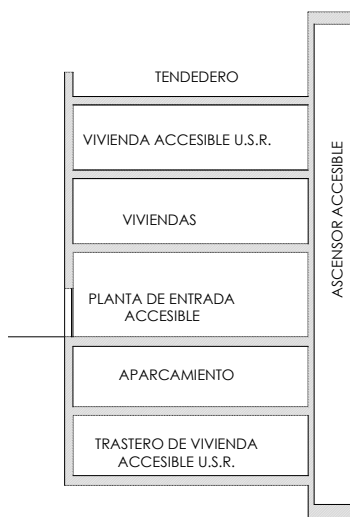 TENDEDERO
VIVIENDA ACCESIBLE U.S.R.
VIVIENDAS
PLANTA DE ENTRADA
ACCESIBLE
APARCAMIENTO
TRASTERO DE VIVIENDA
ACCESIBLE U.S.R.
ASCENSOR ACCESIBLE